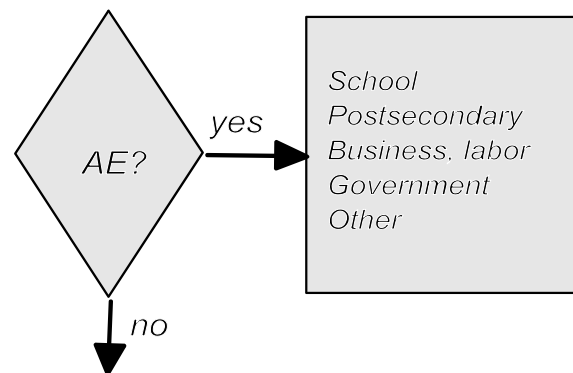 AE?
yes
School
Postsecondary
Business, labor
Government
Other
no